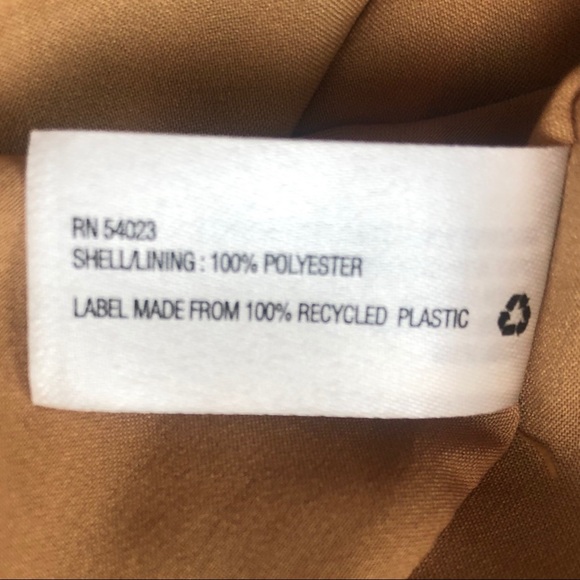 RN 54023
SHELL/LINING : 100% POLYESTER
LABEL MADE FROM 100% RECYCLED PLASTIC